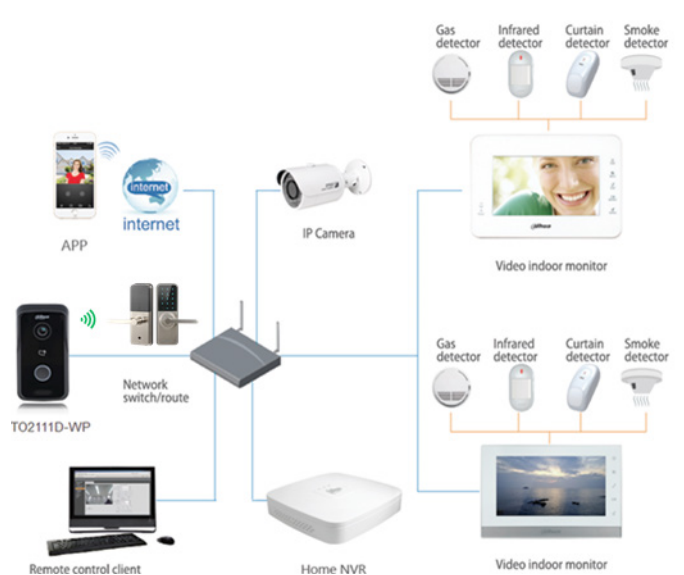 Gas
detector
Infrared
detector
Curtain
detector
Smoke
detector
internet
internet
APP
IP Camera
alhua
Video indoor monitor
Network
switch/route
TO2111D-WP
Gas
detector
Infrared
detector
Curtain
detector
Smoke
detector
Remote control client
Home NVR
Video indoor monitor